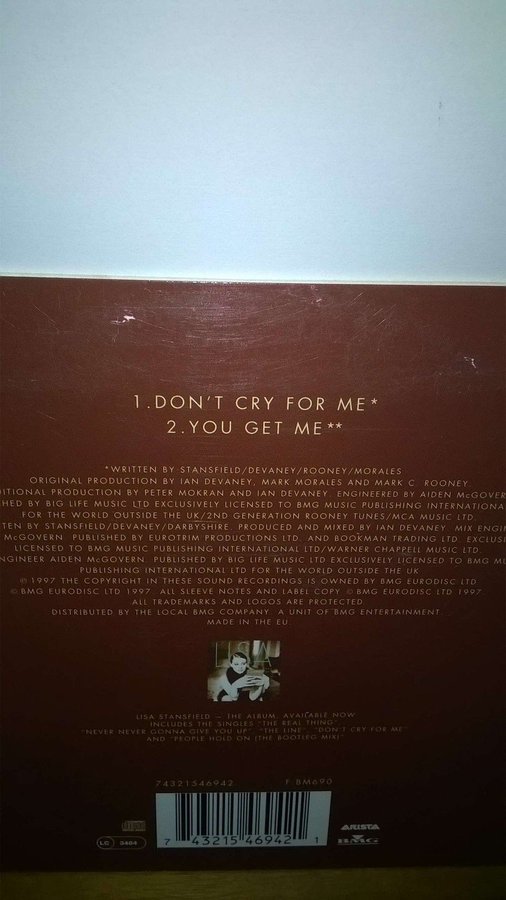 1.DON'T CRY FOR ME*
2.YOU GET ME**
*WRITTEN BY STANSFIELD/DEVANEY/ROONEY/MORALES
ORIGINAL PRODUCTION BY IAN DEVANEY, MARK MORALES AND MARK C. ROONEY.
DITIONAL PRODUCTION BY PETER MOKRAN AND IAN DEVANEY. ENGINEERED BY AIDEN McGOVER
HED BY BIG LIFE MUSIC LTD EXCLUSIVELY LICENSED TO BMG MUSIC PUBLISHING INTERNATIONA
FOR THE WORLD OUTSIDE THE UK/2ND GENERATION ROONEY TUNES/MCA MUSIC LTD.
TEN BY STANSFIELD/DEVANEY/DARBYSHIRE. PRODUCED AND MIXED BY IAN DEVANEY. MIX ENGIN
McGOVERN. PUBLISHED BY EUROTRIM PRODUCTIONS LTD. AND BOOKMAN TRADING LTD. EXCLUS
LICENSED TO BMG MUSIC PUBLISHING INTERNATIONAL LTD/WARNER CHAPPELL MUSIC LTD.
NGINEER AIDEN McGOVERN. PUBLISHED BY BIG LIFE MUSIC LTD EXCLUSIVELY LICENSED TO BMG MU
PUBLISHING INTERNATIONAL LTD FOR THE WORLD OUTSIDE THE UK
℗ 1997 THE COPYRIGHT IN THESE SOUND RECORDINGS IS OWNED BY BMG EURODISC LTD.
© BMG EURODISC LTD 1997. ALL SLEEVE NOTES AND LABEL COPY © BMG EURODISC LTD 1997.
ALL TRADEMARKS AND LOGOS ARE PROTECTED.
DISTRIBUTED BY THE LOCAL BMG COMPANY. A UNIT OF BMG ENTERTAINMENT.
MADE IN THE EU.
LISA STANSFIELD – THE ALBUM, AVAILABLE NOW
INCLUDES THE SINGLES "THE REAL THING",
"NEVER NEVER GONNA GIVE YOU UP", "THE LINE", "DON'T CRY FOR ME"
AND "PEOPLE HOLD ON (THE BOOTLEG MIX)"
74321546942 F: BM690
LC 3484
7 43215 46942 1
ARISTA
BMG